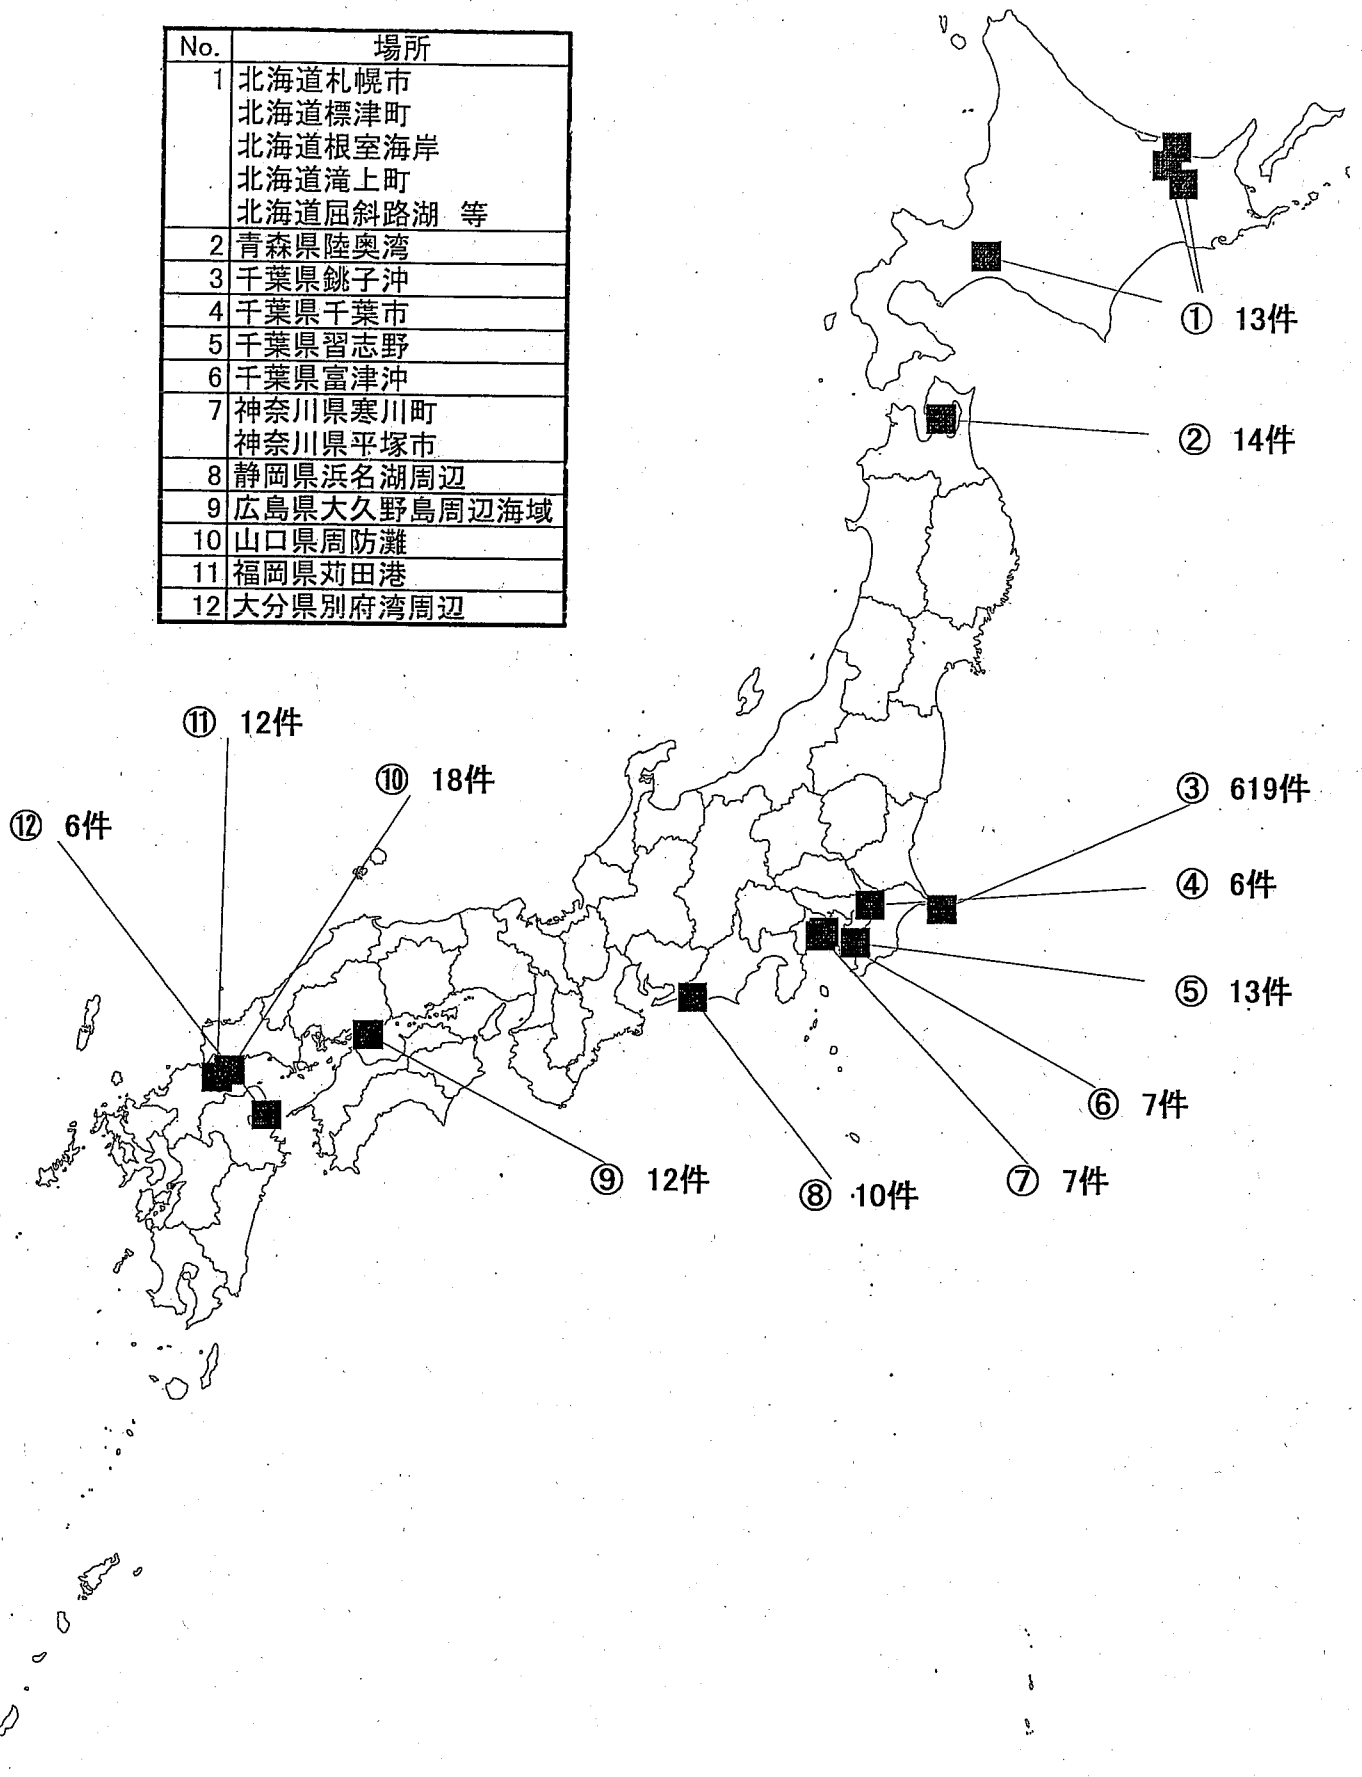 No. 場所
1 北海道札幌市
北海道標津町
北海道根室海岸
北海道滝上町
北海道屈斜路湖 等
2 青森県陸奥湾
3 千葉県銚子沖
4 千葉県千葉市
5 千葉県習志野
6 千葉県富津沖
7 神奈川県寒川町
神奈川県平塚市
8 静岡県浜名湖周辺
9 広島県大久野島周辺海域
10 山口県周防灘
11 福岡県苅田港
12 大分県別府湾周辺
① 13件
② 14件
⑪ 12件
⑩ 18件
③ 619件
⑫ 6件
④ 6件
⑤ 13件
⑥ 7件
⑨ 12件
⑧ 10件
⑦ 7件